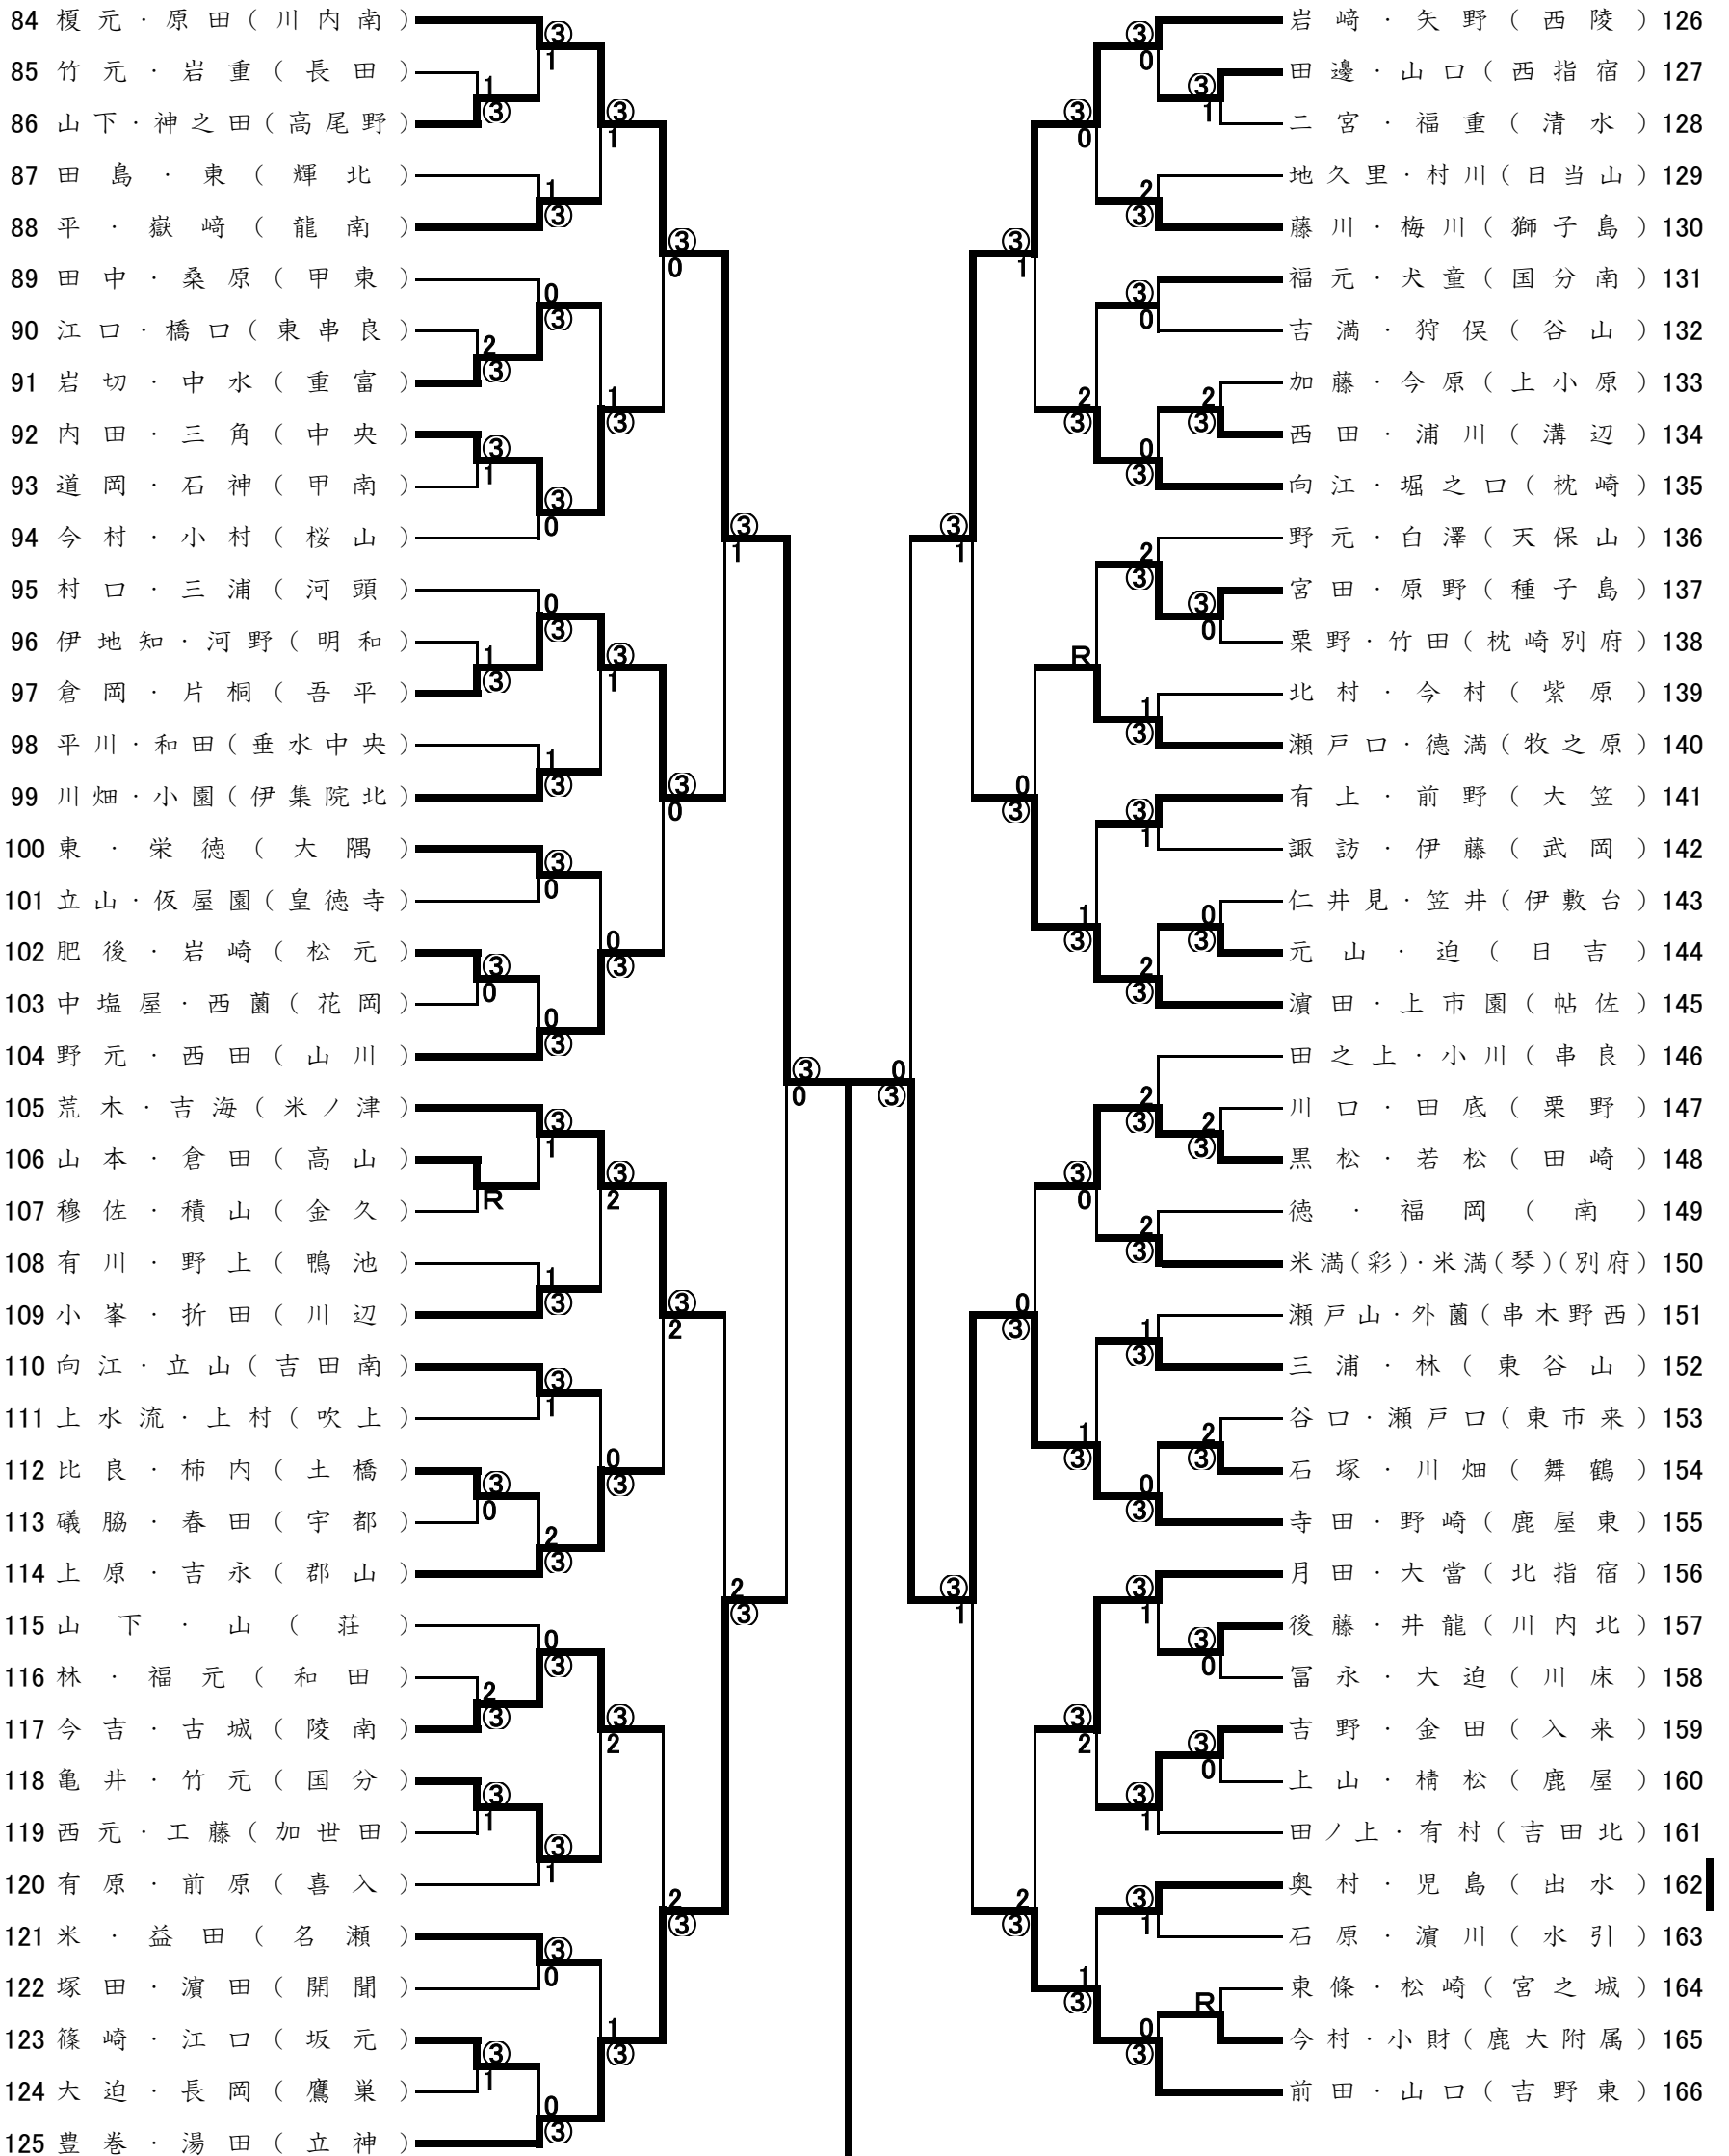 84 榎元・原田(川内南)
85 竹元・岩重(長田)
86 山下・神之田(高尾野)
87 田島・東(輝北)
88 平・嶽﨑(龍南)
89 田中・桑原(甲東)
90 江口・橋口(東串良)
91 岩切・中水(重富)
92 内田・三角(中央)
93 道岡・石神(甲南)
94 今村・小村(桜山)
95 村口・三浦(河頭)
96 伊地知・河野(明和)
97 倉岡・片桐(吾平)
98 平川・和田(垂水中央)
99 川畑・小園(伊集院北)
100 東・栄徳(大隅)
101 立山・仮屋園(皇徳寺)
102 肥後・岩崎(松元)
103 中塩屋・西薗(花岡)
104 野元・西田(山川)
105 荒木・吉海(米ノ津)
106 山本・倉田(高山)
107 穆佐・積山(金久)
108 有川・野上(鴨池)
109 小峯・折田(川辺)
110 向江・立山(吉田南)
111 上水流・上村(吹上)
112 比良・柿内(土橋)
113 礒脇・春田(宇都)
114 上原・吉永(郡山)
115 山下・山(荘)
116 林・福元(和田)
117 今吉・古城(陵南)
118 亀井・竹元(国分)
119 西元・工藤(加世田)
120 有原・前原(喜入)
121 米・益田(名瀬)
122 塚田・濵田(開聞)
123 篠崎・江口(坂元)
124 大迫・長岡(鷹巣)
125 豊巻・湯田(立神)
岩﨑・矢野(西陵)126
田邊・山口(西指宿)127
二宮・福重(清水)128
地久里・村川(日当山)129
藤川・梅川(獅子島)130
福元・犬童(国分南)131
吉満・狩俣(谷山)132
加藤・今原(上小原)133
西田・浦川(溝辺)134
向江・堀之口(枕崎)135
野元・白澤(天保山)136
宮田・原野(種子島)137
栗野・竹田(枕崎別府)138
北村・今村(紫原)139
瀬戸口・徳満(牧之原)140
有上・前野(大笠)141
諏訪・伊藤(武岡)142
仁井見・笠井(伊敷台)143
元山・迫(日吉)144
濵田・上市園(帖佐)145
田之上・小川(串良)146
川口・田底(栗野)147
黒松・若松(田崎)148
徳・福岡(南)149
米満(彩)・米満(琴)(別府)150
瀬戸山・外薗(串木野西)151
三浦・林(東谷山)152
谷口・瀬戸口(東市来)153
石塚・川畑(舞鶴)154
寺田・野崎(鹿屋東)155
月田・大當(北指宿)156
後藤・井龍(川内北)157
冨永・大迫(川床)158
吉野・金田(入来)159
上山・楕松(鹿屋)160
田ノ上・有村(吉田北)161
奥村・児島(出水)162
石原・濵川(水引)163
東條・松崎(宮之城)164
今村・小財(鹿大附属)165
前田・山口(吉野東)166